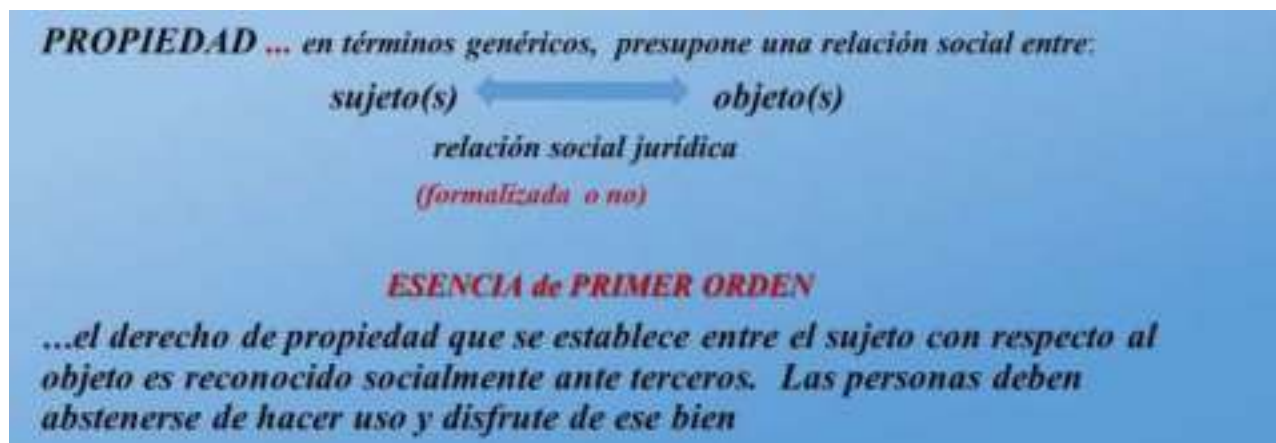 PROPIEDAD ... en términos genéricos, presupone una relación social entre:
sujeto(s) objeto(s)
relación social jurídica
(formalizada o no)
ESENCIA de PRIMER ORDEN
...el derecho de propiedad que se establece entre el sujeto con respecto al
objeto es reconocido socialmente ante terceros. Las personas deben
abstenerse de hacer uso y disfrute de ese bien